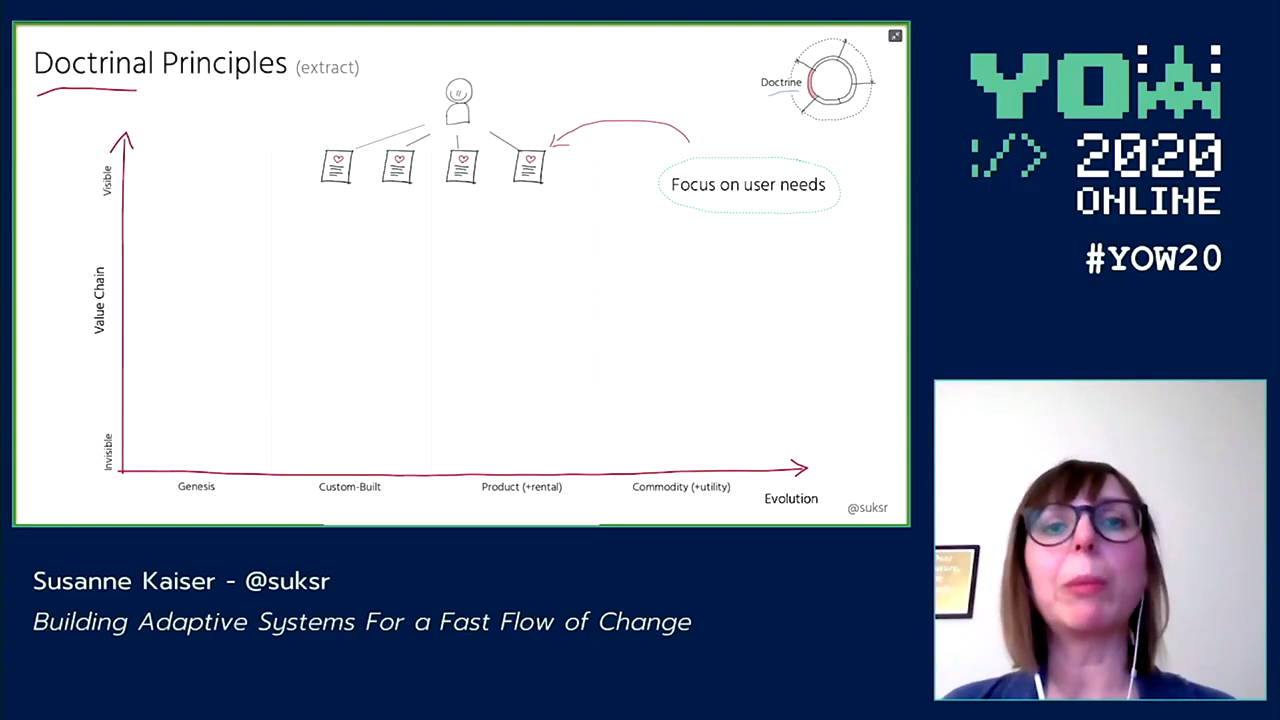 Doctrinal Principles (extract)
Doctrine
Visible
Value Chain
Invisible
Focus on user needs
Genesis
Custom-Built
Product (+rental)
Commodity (+utility)
Evolution
@suksr
YOW
:/> 2020
ONLINE
#YOW20
Susanne Kaiser - @suksr
Building Adaptive Systems For a Fast Flow of Change